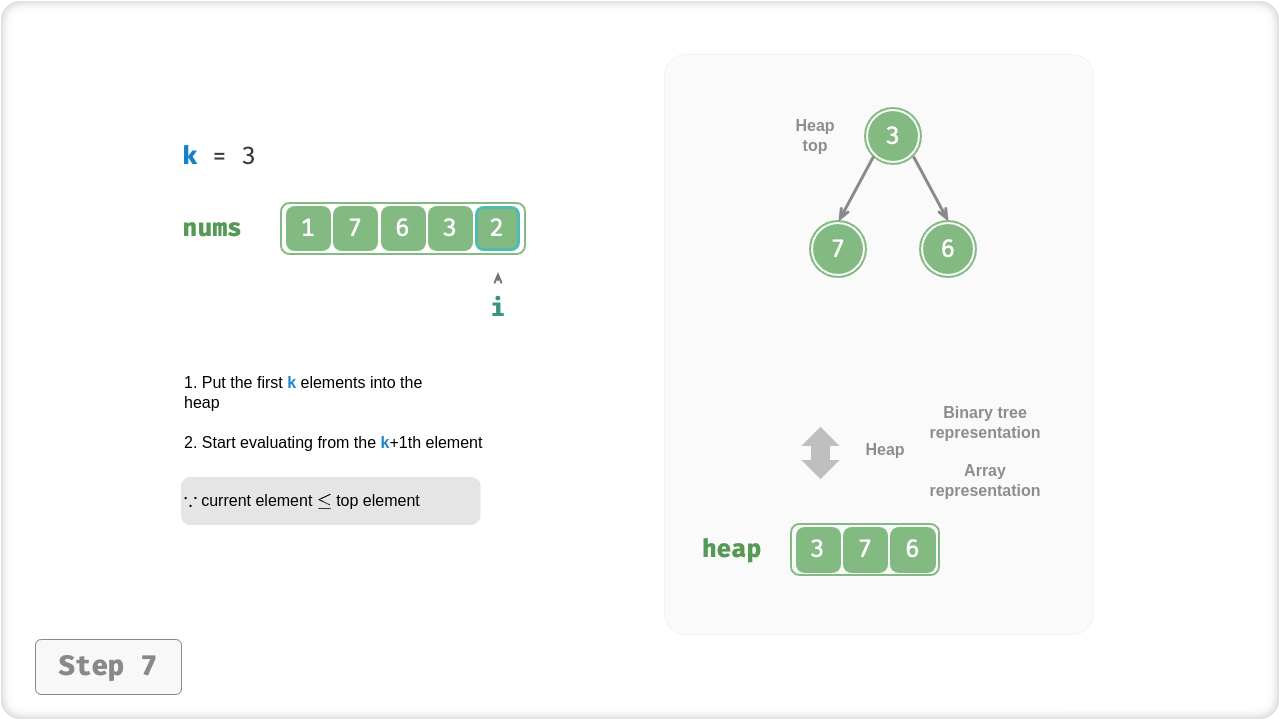 k = 3
nums 1 7 6 3 2
i
1. Put the first k elements into the
heap
2. Start evaluating from the k+1th element
∵ current element ≤ top element
Step 7
Heap
top
3
7 6
Binary tree
representation
Heap
Array
representation
heap 3 7 6